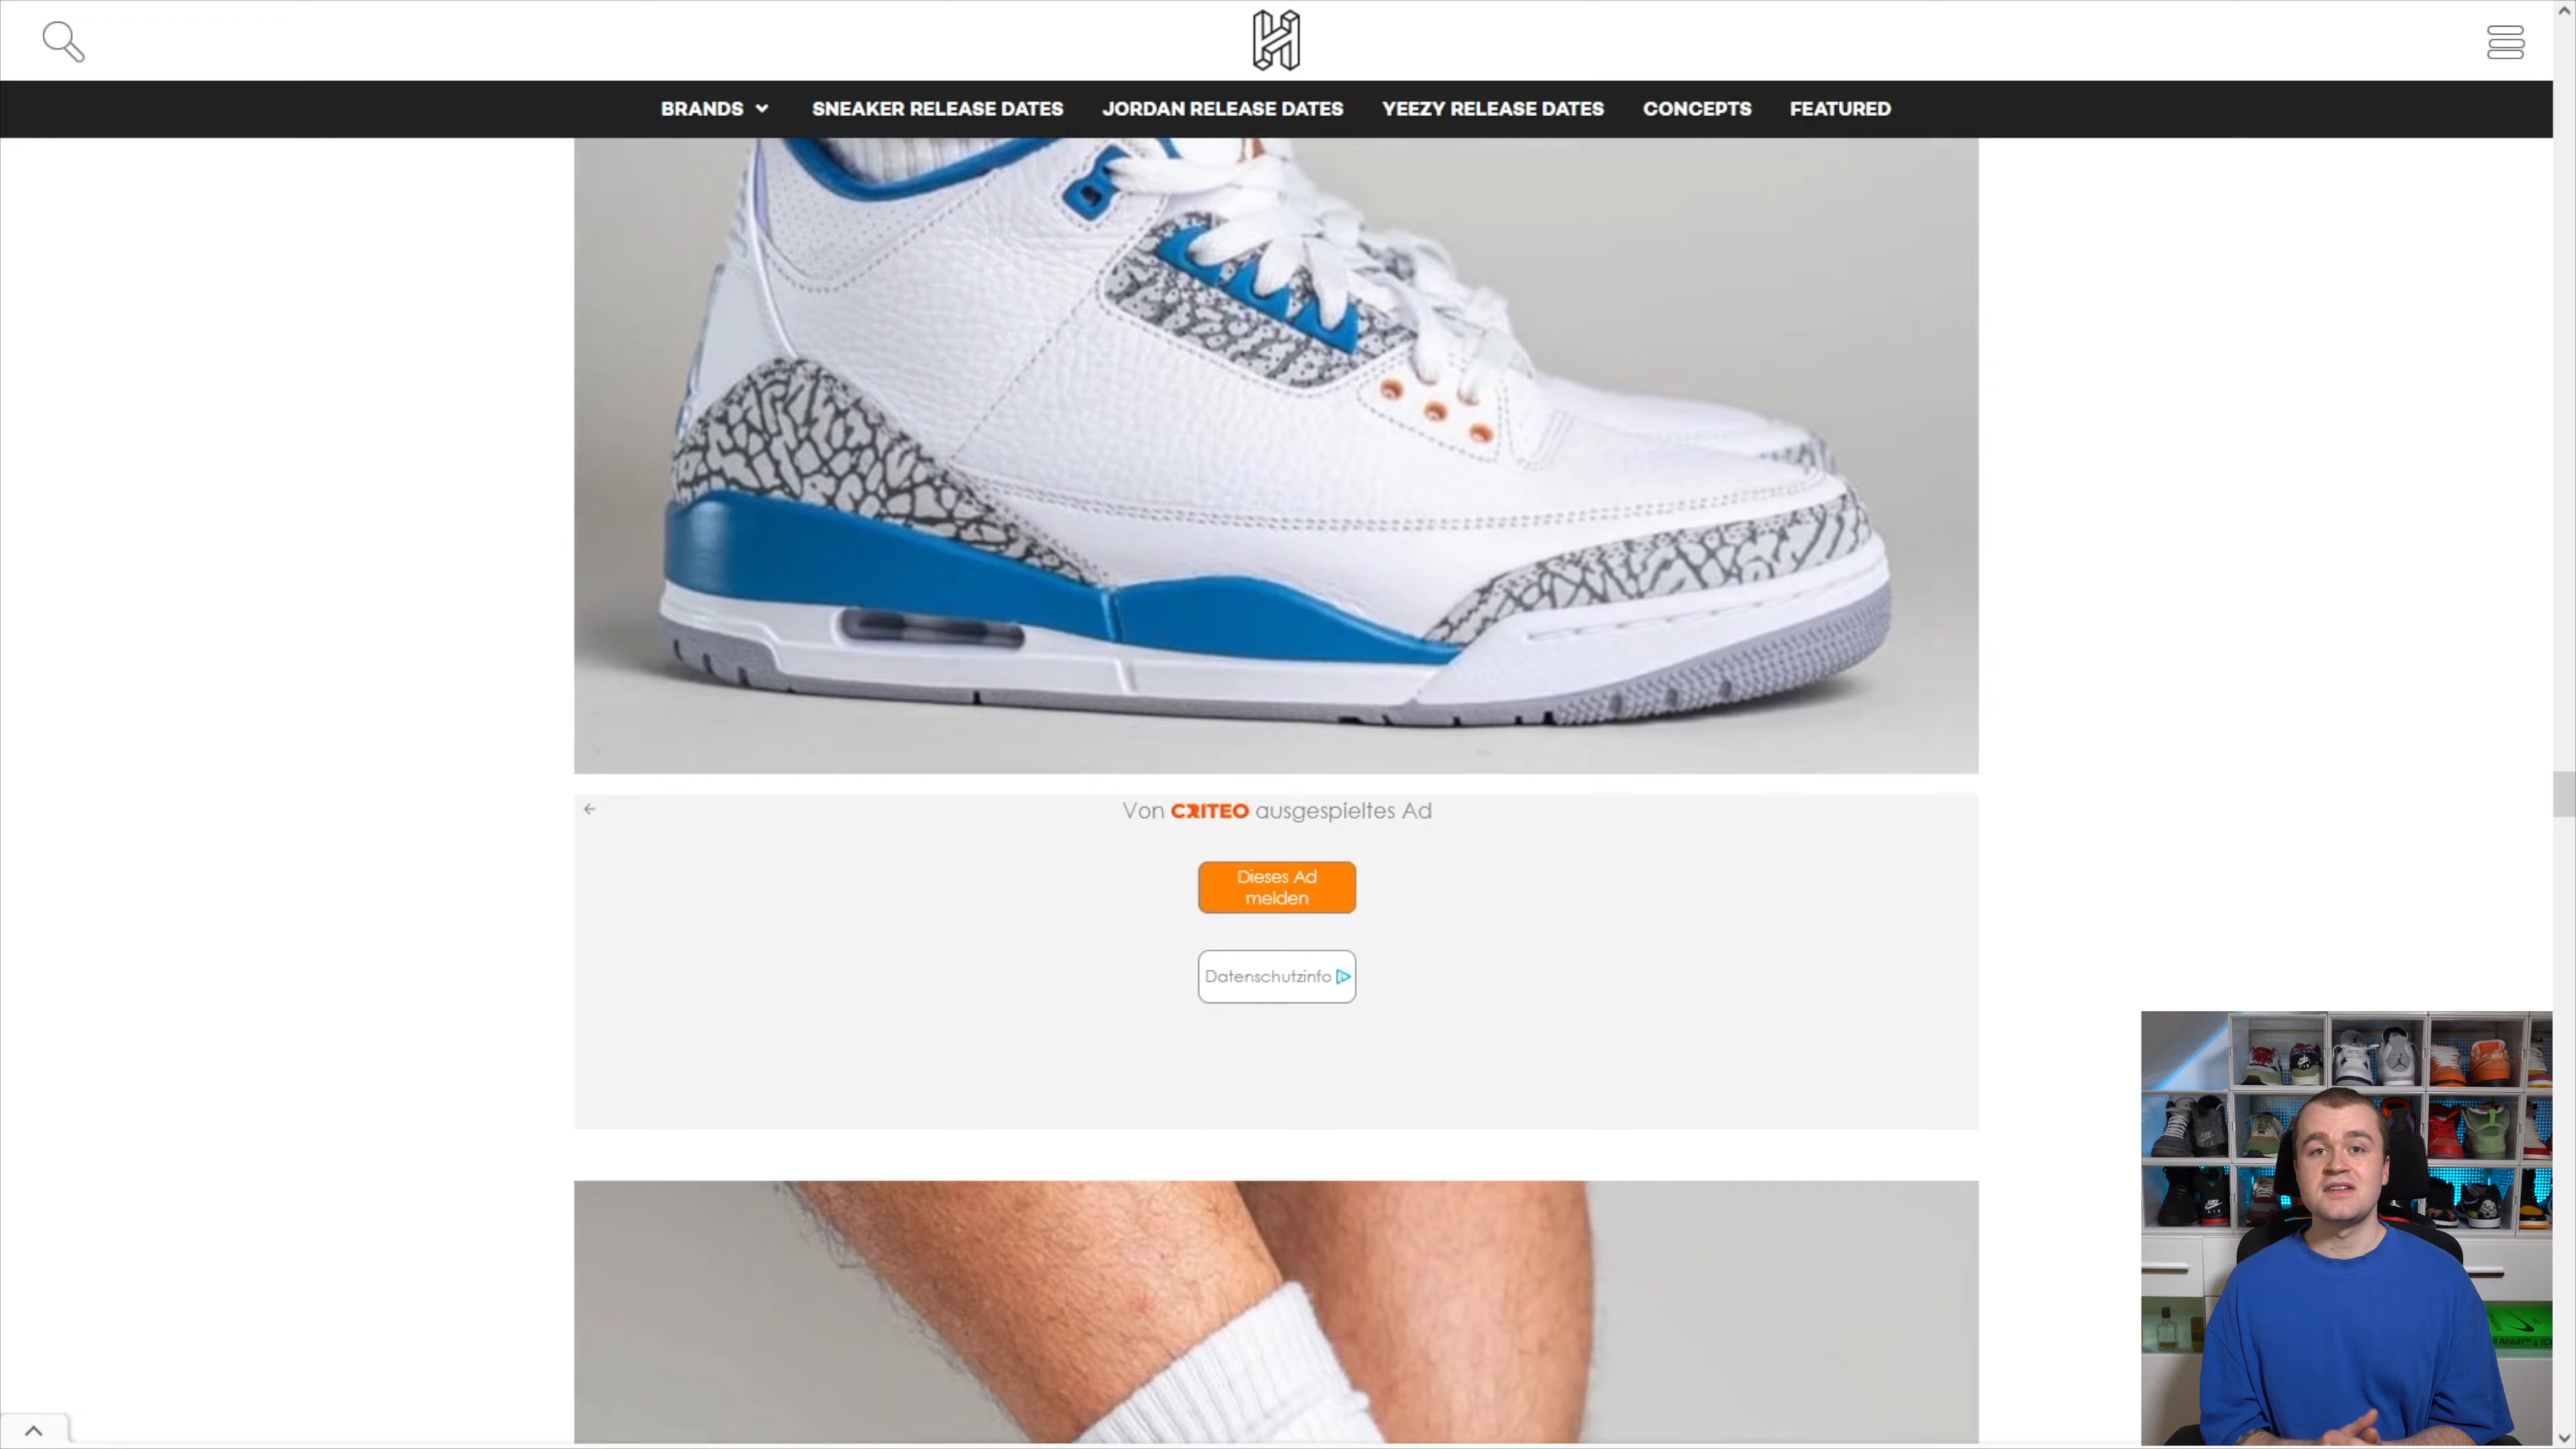 BRANDS SNEAKER RELEASE DATES JORDAN RELEASE DATES YEEZY RELEASE DATES CONCEPTS FEATURED
Von CRITEO ausgespieltes Ad
Dieses Ad
melden
Datenschutzinfo